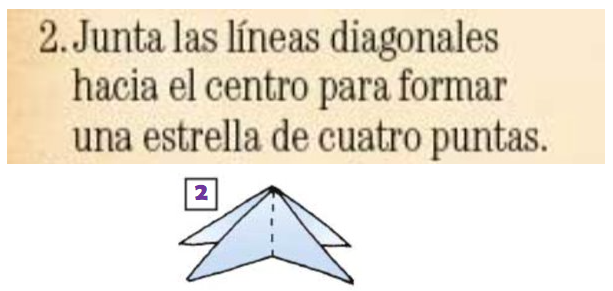 2. Junta las líneas diagonales
hacia el centro para formar
una estrella de cuatro puntas.
2